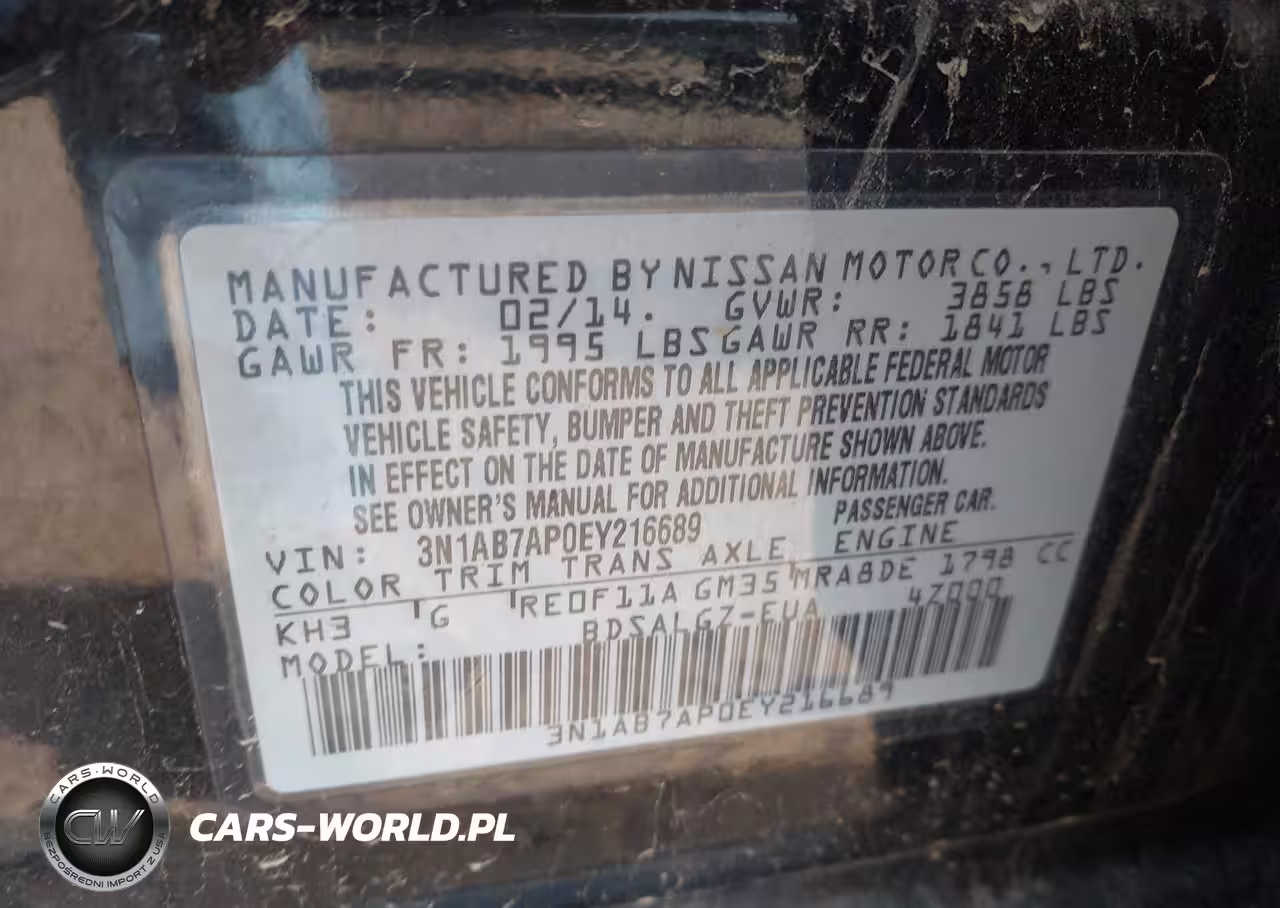 MANUFACTURED BY NISSAN MOTOR CO., LTD.
DATE: 02/14. GVWR: 3858 LBS
GAWR FR: 1995 LBS GAWR RR: 1841 LBS
THIS VEHICLE CONFORMS TO ALL APPLICABLE FEDERAL MOTOR
VEHICLE SAFETY, BUMPER AND THEFT PREVENTION STANDARDS
IN EFFECT ON THE DATE OF MANUFACTURE SHOWN ABOVE.
SEE OWNER'S MANUAL FOR ADDITIONAL INFORMATION.
VIN: 3N1AB7AP0EY216689 PASSENGER CAR.
COLOR TRIM TRANS AXLE ENGINE
KH3 G RE0F11A GM35 MRA8DE 1798 CC
MODEL: BDSALGZ-EUA 47000
3N1AB7AP0EY216689
CARS-WORLD
CW
BEZPOŚREDNI IMPORT Z USA
CARS-WORLD.PL